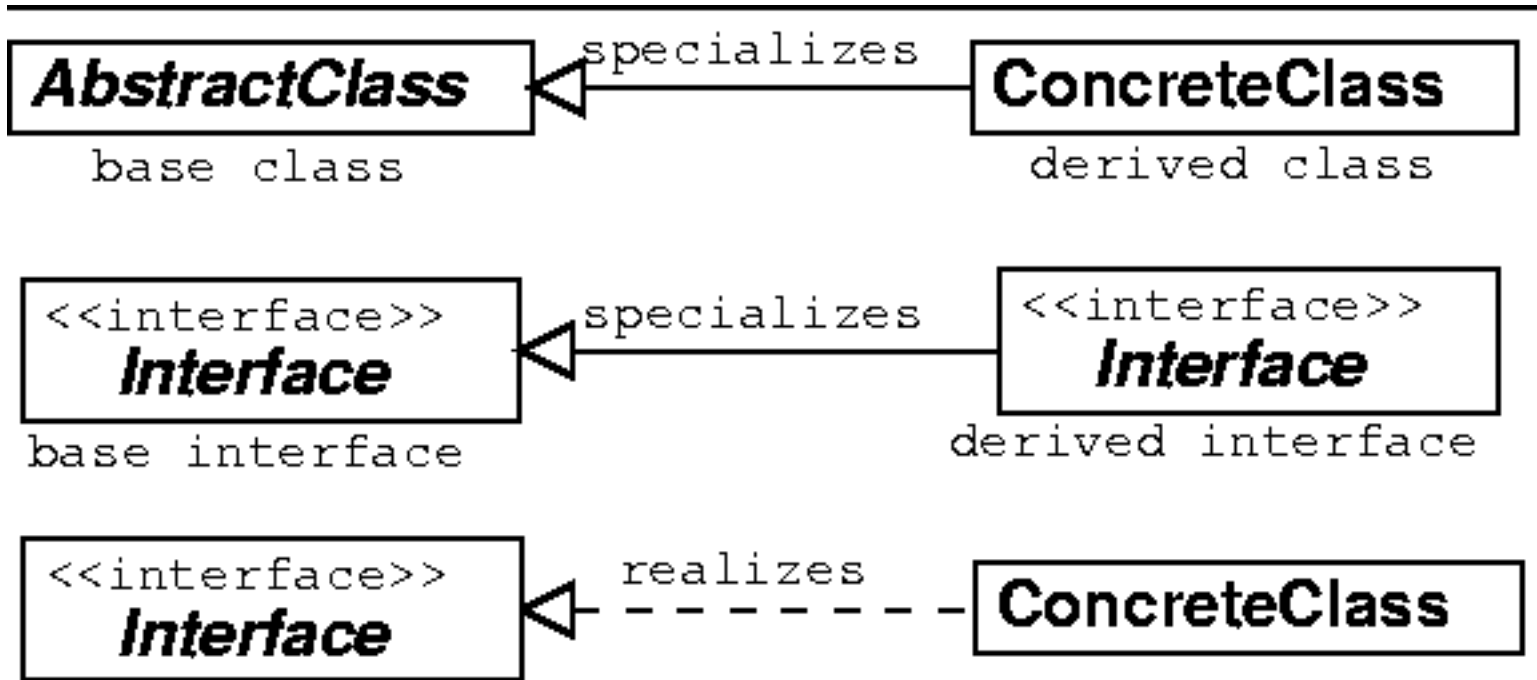 specializes
AbstractClass
ConcreteClass
base class
derived class
<<interface>>
Interface
specializes
<<interface>>
Interface
base interface
derived interface
<<interface>>
Interface
realizes
ConcreteClass